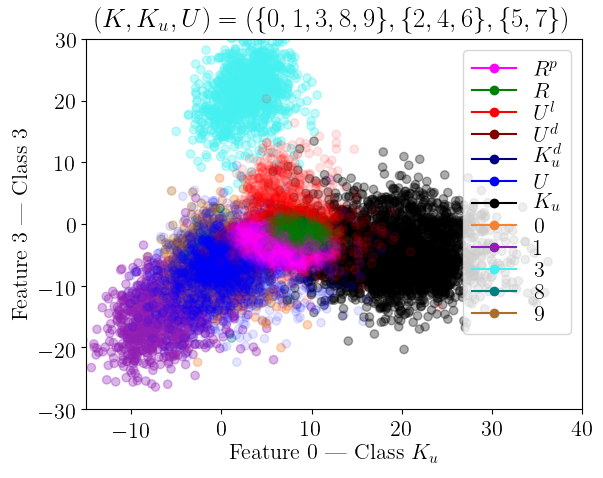 (K, K_u, U) = ({0, 1, 3, 8, 9}, {2, 4, 6}, {5, 7})
30
20
10
0
−10
−20
−30
Feature 3 — Class 3
R^p
R
U^l
U^d
K_u^d
U
K_u
0
1
3
8
9
−10
0
10
20
30
40
Feature 0 — Class K_u